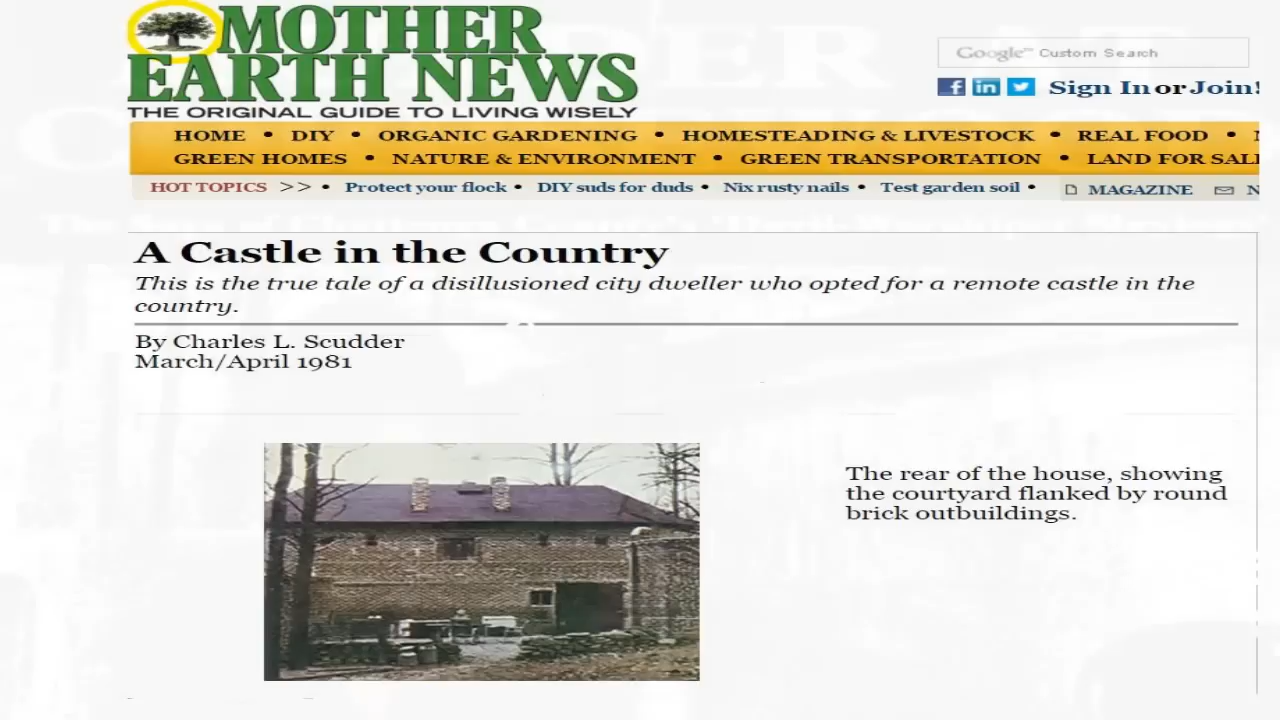 MOTHER
EARTH NEWS
THE ORIGINAL GUIDE TO LIVING WISELY
Google™ Custom Search
Sign In or Join!
HOME • DIY • ORGANIC GARDENING • HOMESTEADING & LIVESTOCK • REAL FOOD •
GREEN HOMES • NATURE & ENVIRONMENT • GREEN TRANSPORTATION • LAND FOR SAL
HOT TOPICS >> • Protect your flock • DIY suds for duds • Nix rusty nails • Test garden soil • MAGAZINE N
A Castle in the Country
This is the true tale of a disillusioned city dweller who opted for a remote castle in the
country.
By Charles L. Scudder
March/April 1981
The rear of the house, showing
the courtyard flanked by round
brick outbuildings.